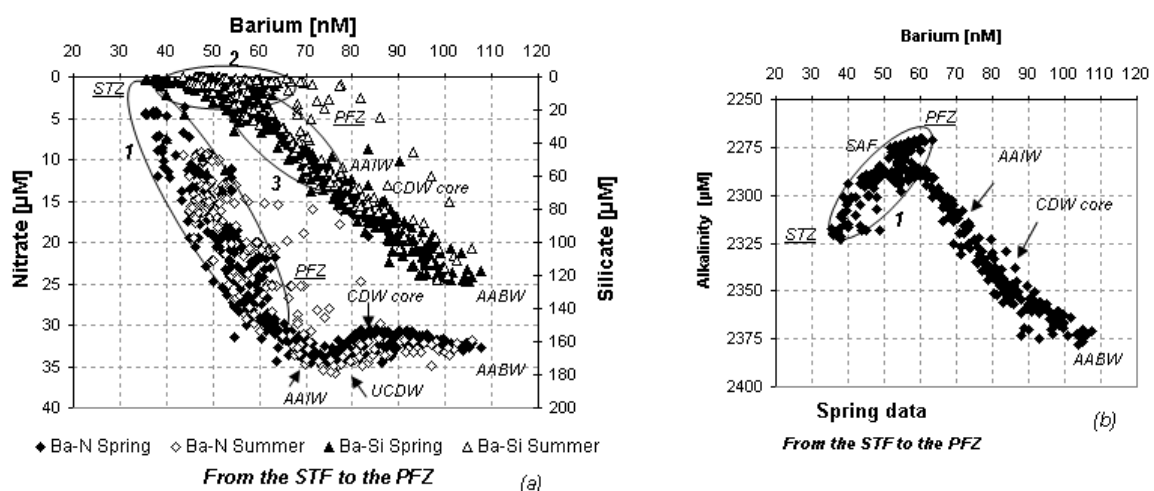 Barium [nM]
20 30 40 50 60 70 80 90 100 110 120
Nitrate [µM]
0
5
10
15
20
25
30
35
40
Silicate [µM]
0
20
40
60
80
100
120
140
160
180
200
2
STZ
PFZ
1
AAIW
3
CDW core
PFZ
CDW core
AABW
AABW
AAIW
UCDW
Ba-N Spring Ba-N Summer Ba-Si Spring Ba-Si Summer
From the STF to the PFZ
(a)
Barium [nM]
20 30 40 50 60 70 80 90 100 110 120
Alkalinity [µM]
2250
2275
2300
2325
2350
2375
2400
PFZ
SAF
AAIW
CDW core
1
STZ
AABW
Spring data
(b)
From the STF to the PFZ